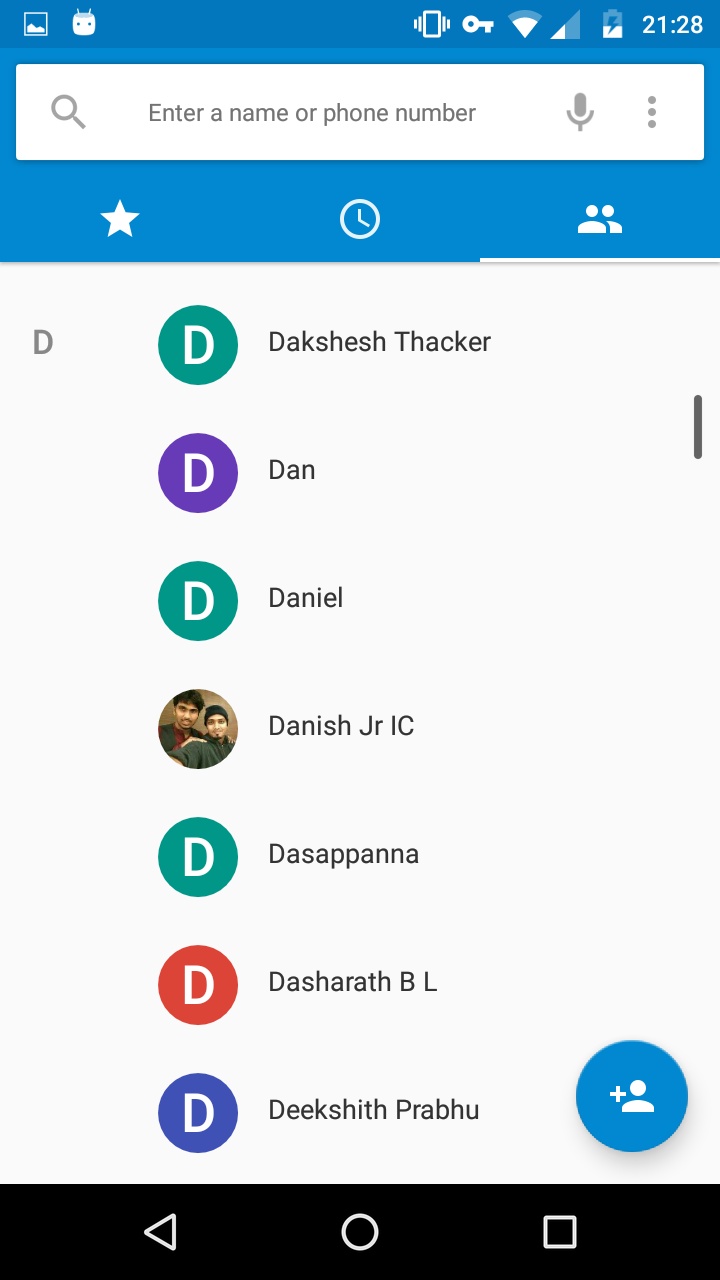 21:28
Enter a name or phone number
D
D Dakshesh Thacker
D Dan
D Daniel
Danish Jr IC
D Dasappanna
D Dasharath B L
D Deekshith Prabhu